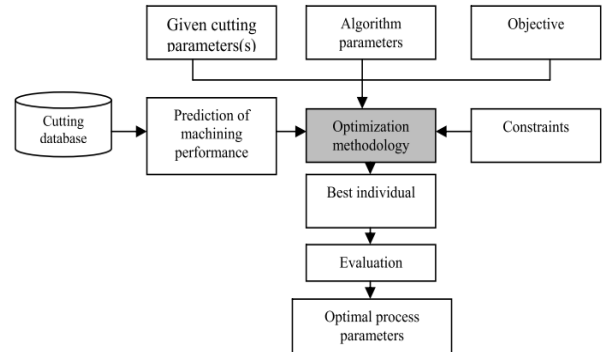 Given cutting
parameters(s)
Algorithm
parameters
Objective
Cutting
database
Prediction of
machining
performance
Optimization
methodology
Constraints
Best individual
Evaluation
Optimal process
parameters